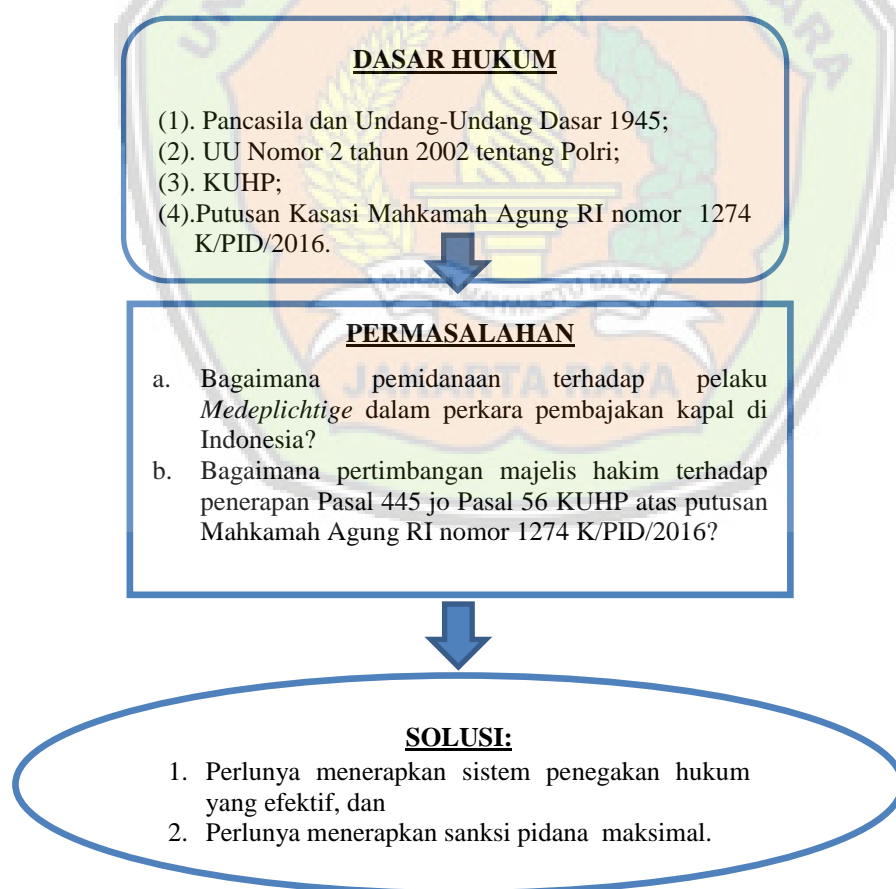 DASAR HUKUM
(1). Pancasila dan Undang-Undang Dasar 1945;
(2). UU Nomor 2 tahun 2002 tentang Polri;
(3). KUHP;
(4).Putusan Kasasi Mahkamah Agung RI nomor 1274
K/PID/2016.
PERMASALAHAN
JAKARTA RAYA
a. Bagaimana pemidanaan terhadap pelaku
Medeplichtige dalam perkara pembajakan kapal di
Indonesia?
b. Bagaimana pertimbangan majelis hakim terhadap
penerapan Pasal 445 jo Pasal 56 KUHP atas putusan
Mahkamah Agung RI nomor 1274 K/PID/2016?
SOLUSI:
1. Perlunya menerapkan sistem penegakan hukum
yang efektif, dan
2. Perlunya menerapkan sanksi pidana maksimal.